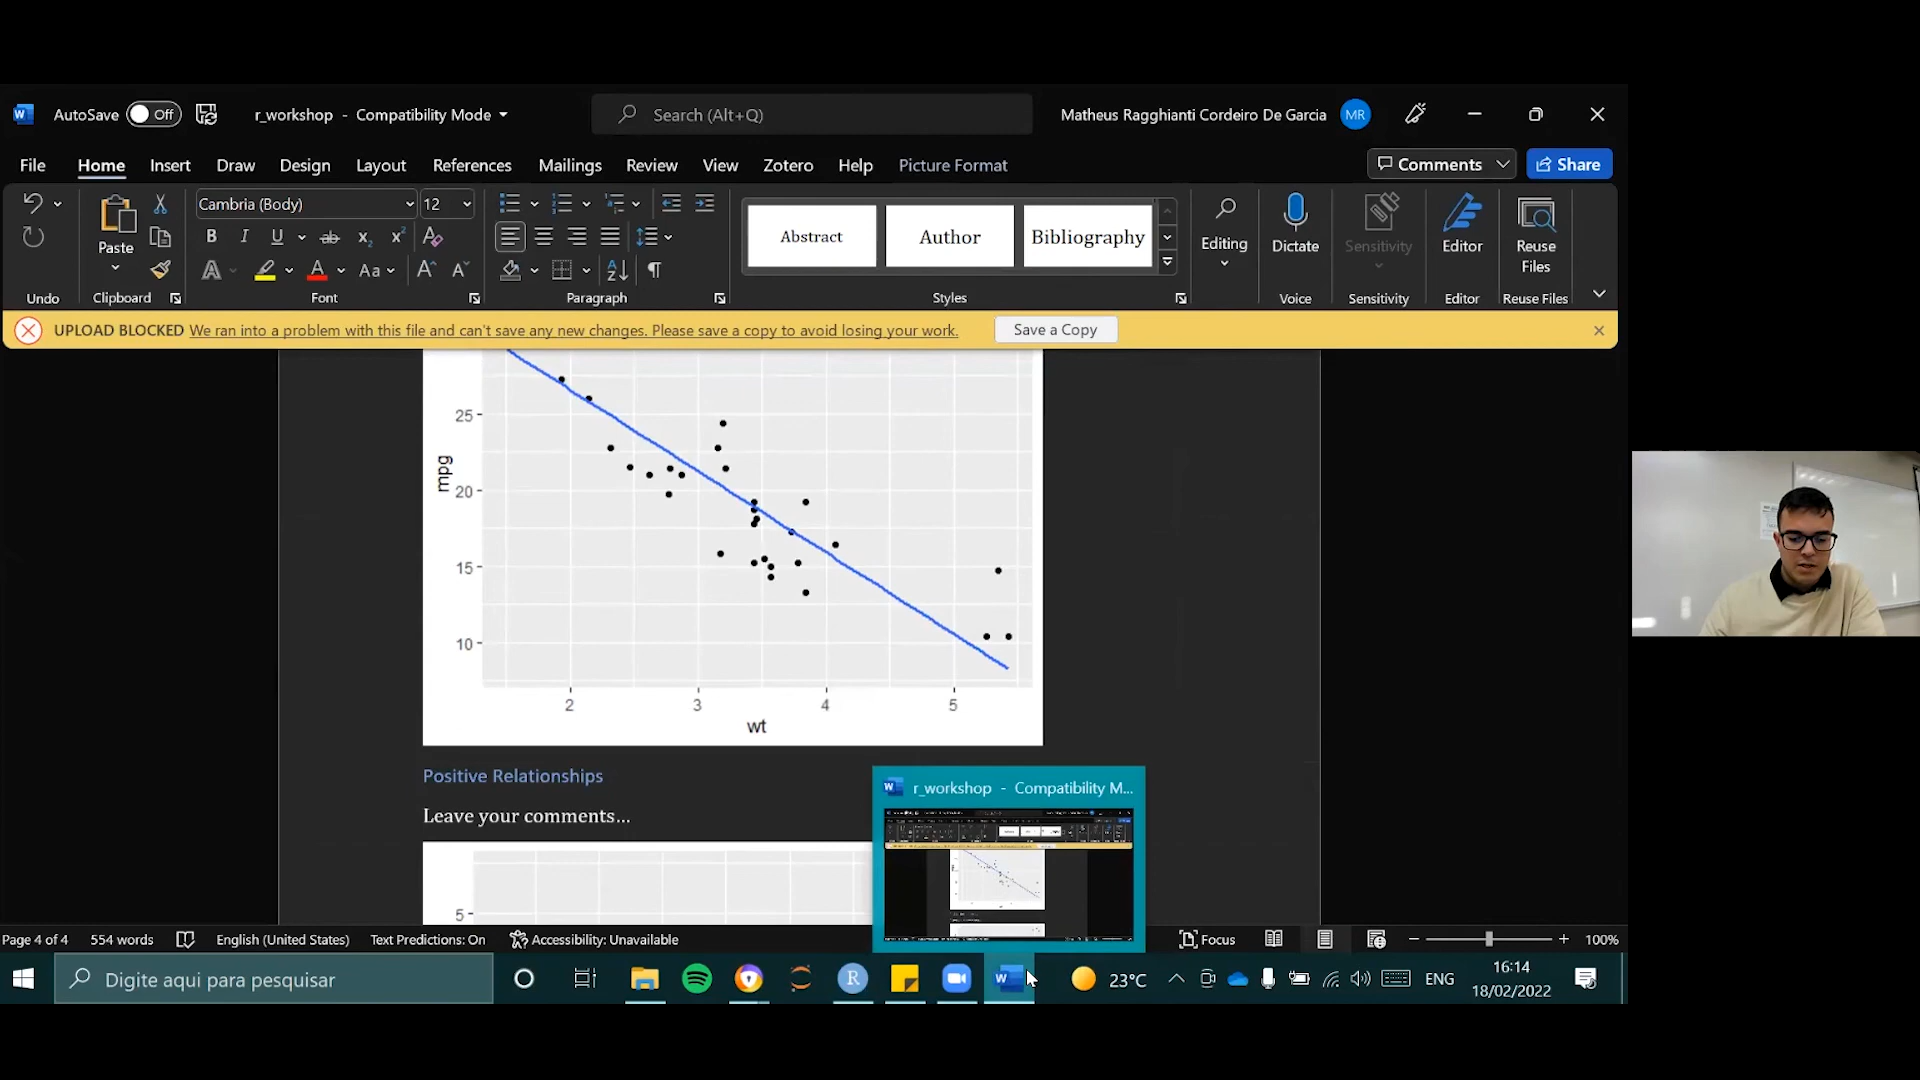 AutoSave Off r_workshop - Compatibility Mode Search (Alt+Q) Matheus Ragghianti Cordeiro De Garcia MR
File Home Insert Draw Design Layout References Mailings Review View Zotero Help Picture Format Comments Share
Paste Cambria (Body) 12 Abstract Author Bibliography Editing Dictate Sensitivity Editor Reuse Files
Undo Clipboard Font Paragraph Styles Voice Sensitivity Editor Reuse Files
UPLOAD BLOCKED We ran into a problem with this file and can't save any new changes. Please save a copy to avoid losing your work. Save a Copy
25
mpg
20
15
10
2 3 4 5
wt
Positive Relationships
Leave your comments...
5
r_workshop - Compatibility M...
Page 4 of 4 554 words English (United States) Text Predictions: On Accessibility: Unavailable Focus 100%
Digite aqui para pesquisar 23°C ENG 16:14
18/02/2022